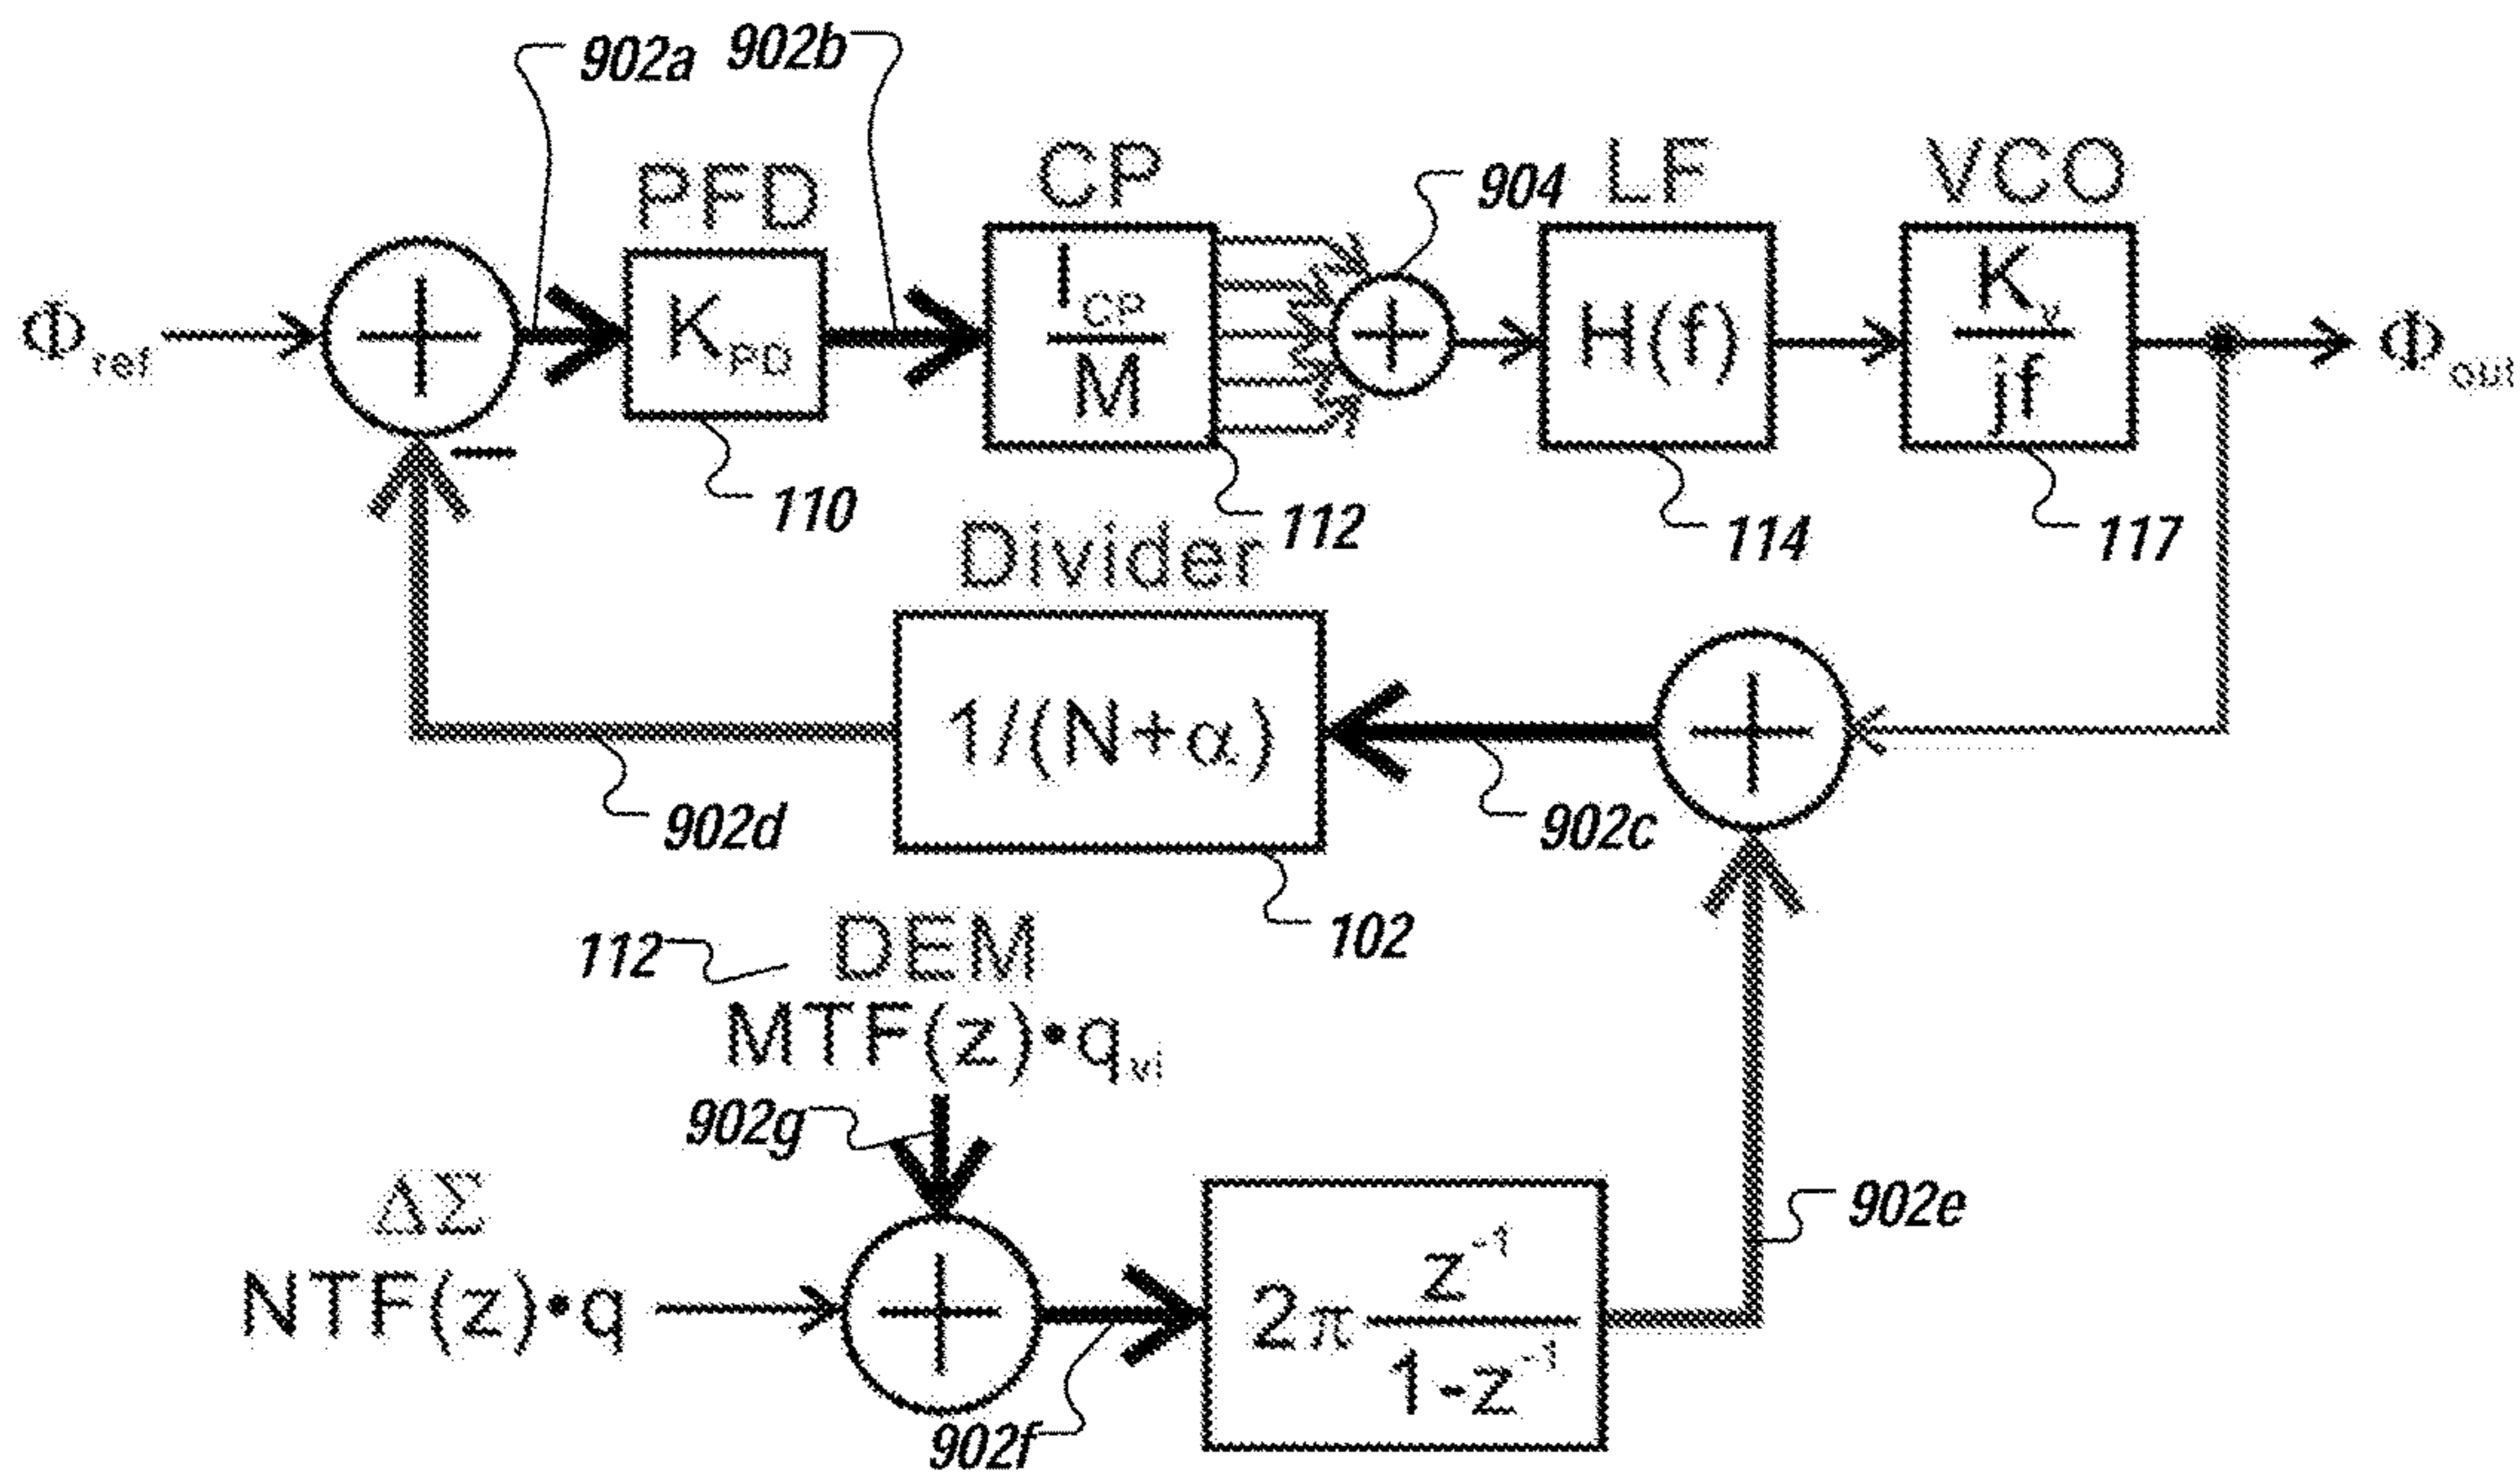 902a 902b
PFD CP 904 LF VCO
Φref KPD ICP/M H(f) Kv/jf Φout
110 112 114 117
Divider
1/(N+α)
902d 902c
102
112 DEM
MTF(z)•q
902g
ΔΣ 902e
NTF(z)•q 2π z⁻¹/1-z⁻¹
902f